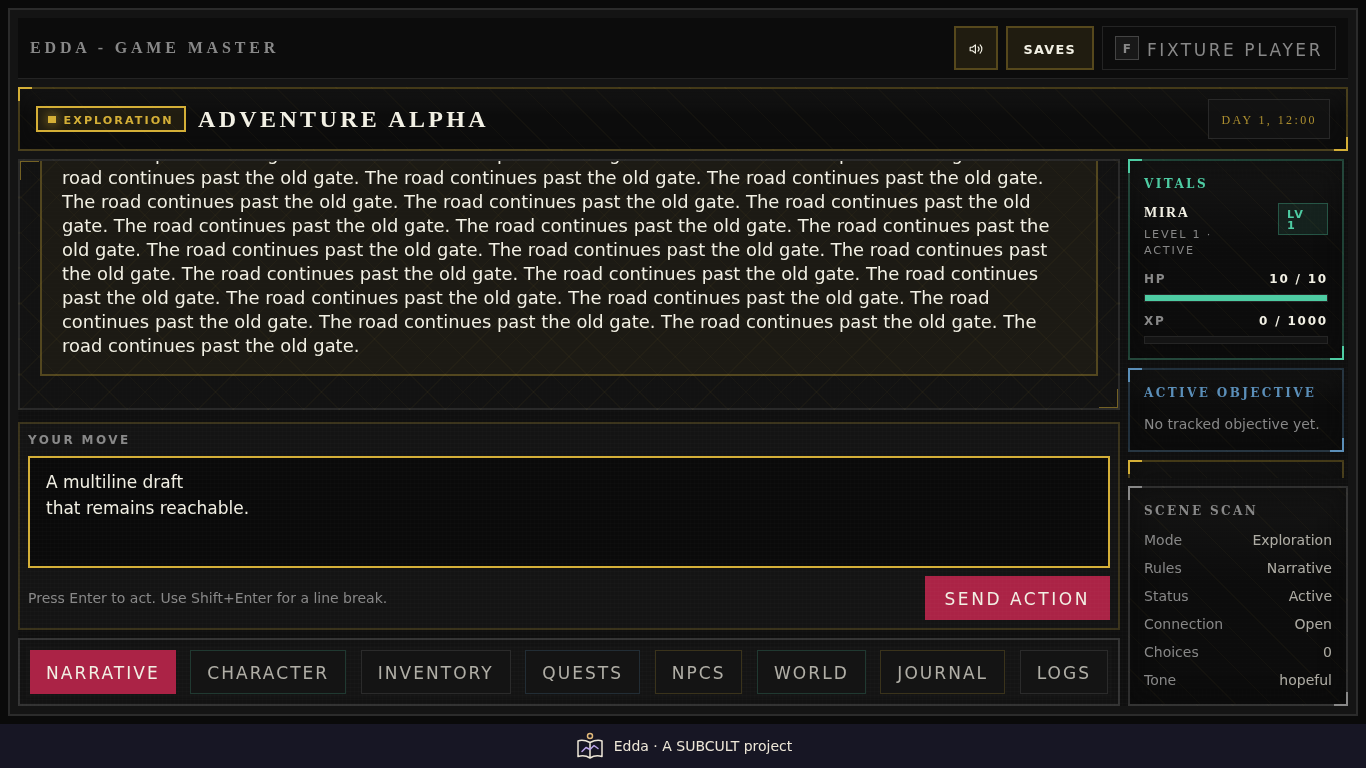 EDDA - GAME MASTER
SAVES
F FIXTURE PLAYER
EXPLORATION
ADVENTURE ALPHA
DAY 1, 12:00
road continues past the old gate. The road continues past the old gate. The road continues past the old gate.
The road continues past the old gate. The road continues past the old gate. The road continues past the old
gate. The road continues past the old gate. The road continues past the old gate. The road continues past the
old gate. The road continues past the old gate. The road continues past the old gate. The road continues past
the old gate. The road continues past the old gate. The road continues past the old gate. The road continues
past the old gate. The road continues past the old gate. The road continues past the old gate. The road
continues past the old gate. The road continues past the old gate. The road continues past the old gate. The
road continues past the old gate.
YOUR MOVE
A multiline draft
that remains reachable.
Press Enter to act. Use Shift+Enter for a line break.
SEND ACTION
NARRATIVE
CHARACTER
INVENTORY
QUESTS
NPCS
WORLD
JOURNAL
LOGS
VITALS
MIRA
LV
1
LEVEL 1 ·
ACTIVE
HP 10 / 10
XP 0 / 1000
ACTIVE OBJECTIVE
No tracked objective yet.
SCENE SCAN
Mode Exploration
Rules Narrative
Status Active
Connection Open
Choices 0
Tone hopeful
Edda · A SUBCULT project